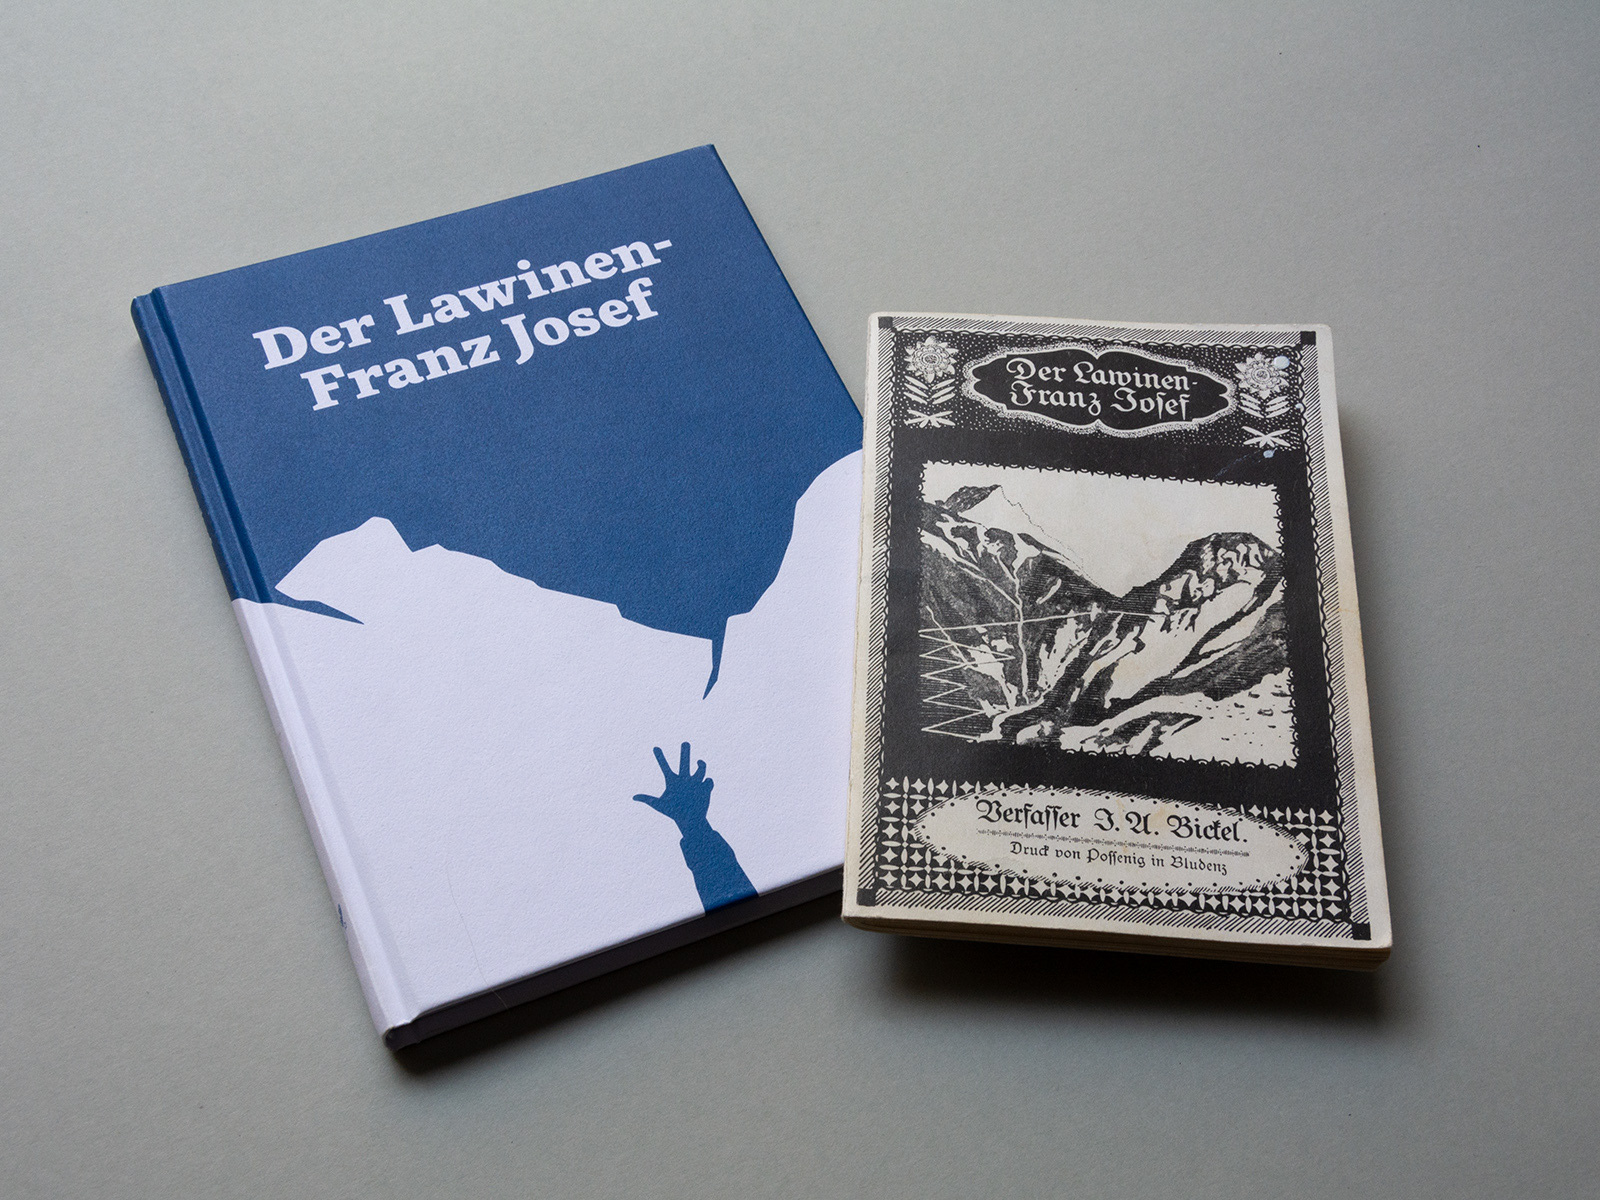 Der Lawinen-
Franz Josef
Der Lawinen-
Franz Josef
Verfasser J. A. Bickel.
Druck von Possenig in Bludenz